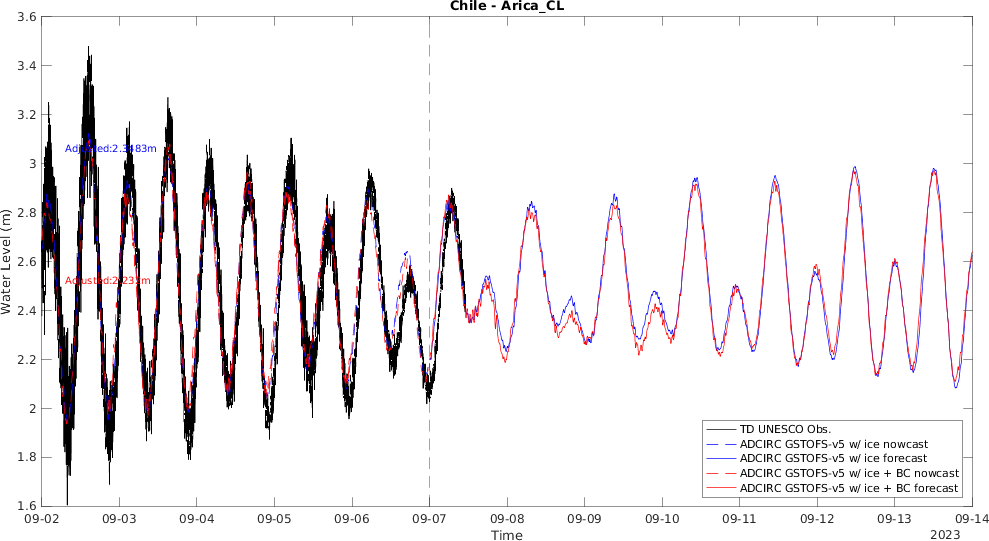 Chile - Arica_CL
Water Level (m)
3.6
3.4
3.2
3
2.8
2.6
2.4
2.2
2
1.8
1.6
Adjusted:2.3483m
TD UNESCO Obs.
ADCIRC GSTOFS-v5 w/ ice nowcast
ADCIRC GSTOFS-v5 w/ ice forecast
ADCIRC GSTOFS-v5 w/ ice + BC nowcast
ADCIRC GSTOFS-v5 w/ ice + BC forecast
09-02 09-03 09-04 09-05 09-06 09-07 09-08 09-09 09-10 09-11 09-12 09-13 09-14
Time
2023